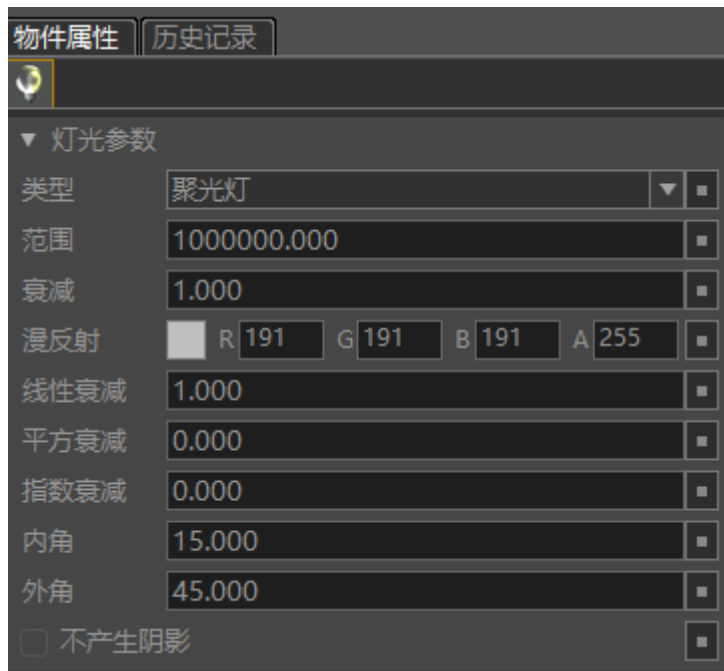 物件属性 历史记录
灯光参数
类型 聚光灯
范围 1000000.000
衰减 1.000
漫反射 R 191 G 191 B 191 A 255
线性衰减 1.000
平方衰减 0.000
指数衰减 0.000
内角 15.000
外角 45.000
不产生阴影